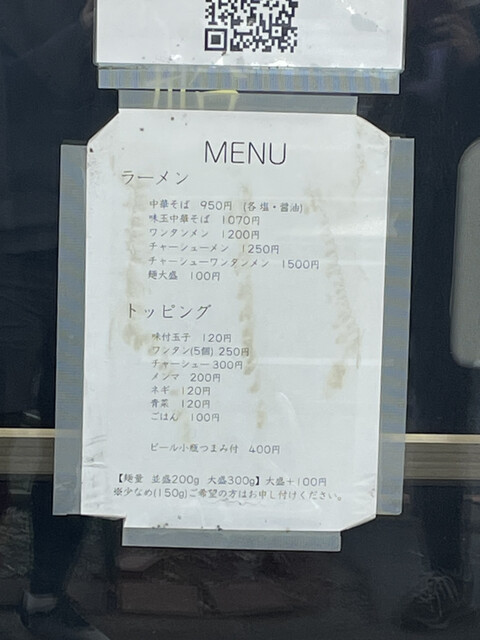 MENU
ラーメン
中華そば 950円 (各 塩・醤油)
味玉中華そば 1070円
ワンタンメン 1200円
チャーシューメン 1250円
チャーシューワンタンメン 1500円
麺大盛 100円
トッピング
味付玉子 120円
ワンタン(5個) 250円
チャーシュー 300円
メンマ 200円
ネギ 120円
青菜 120円
ごはん 100円
ビール小瓶つまみ付 400円
【麺量 並盛200g 大盛300g】大盛+100円
※少なめ(150g)ご希望の方はお申し付けください。